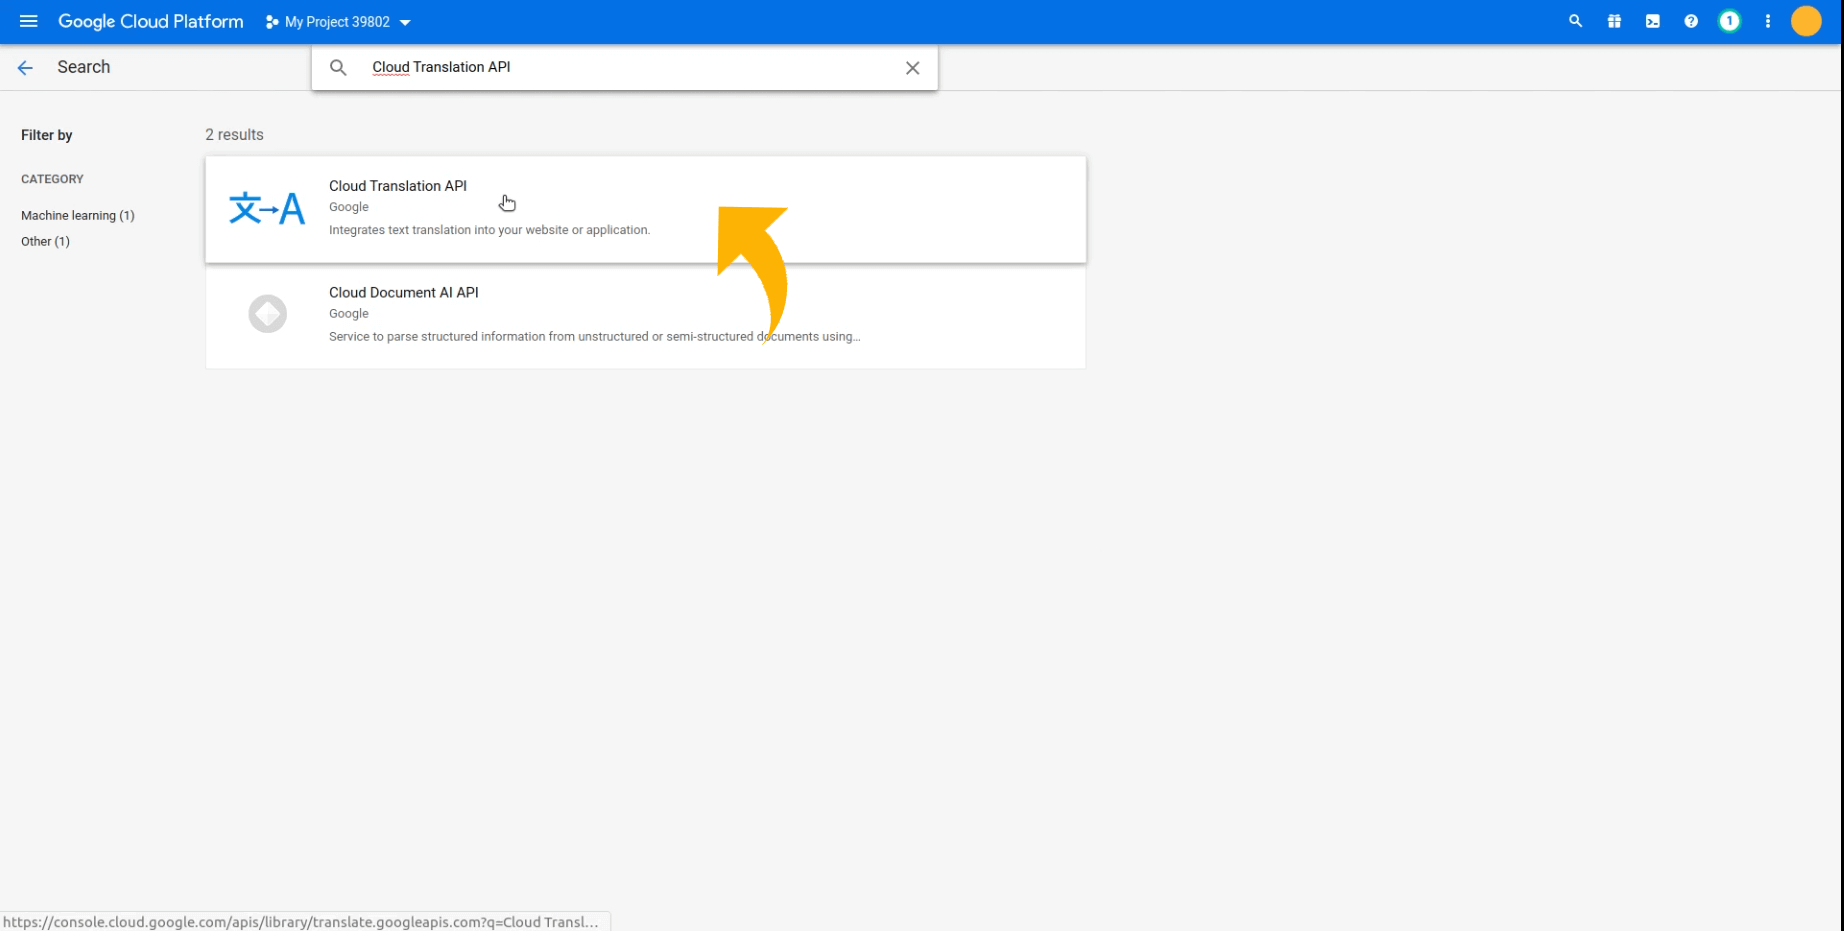 Google Cloud Platform
My Project 39802
1
Search
Cloud Translation API
Filter by
2 results
CATEGORY
Machine learning (1)
Other (1)
文→A
Cloud Translation API
Google
Integrates text translation into your website or application.
Cloud Document AI API
Google
Service to parse structured information from unstructured or semi-structured documents using...
https://console.cloud.google.com/apis/library/translate.googleapis.com?q=Cloud Transl...